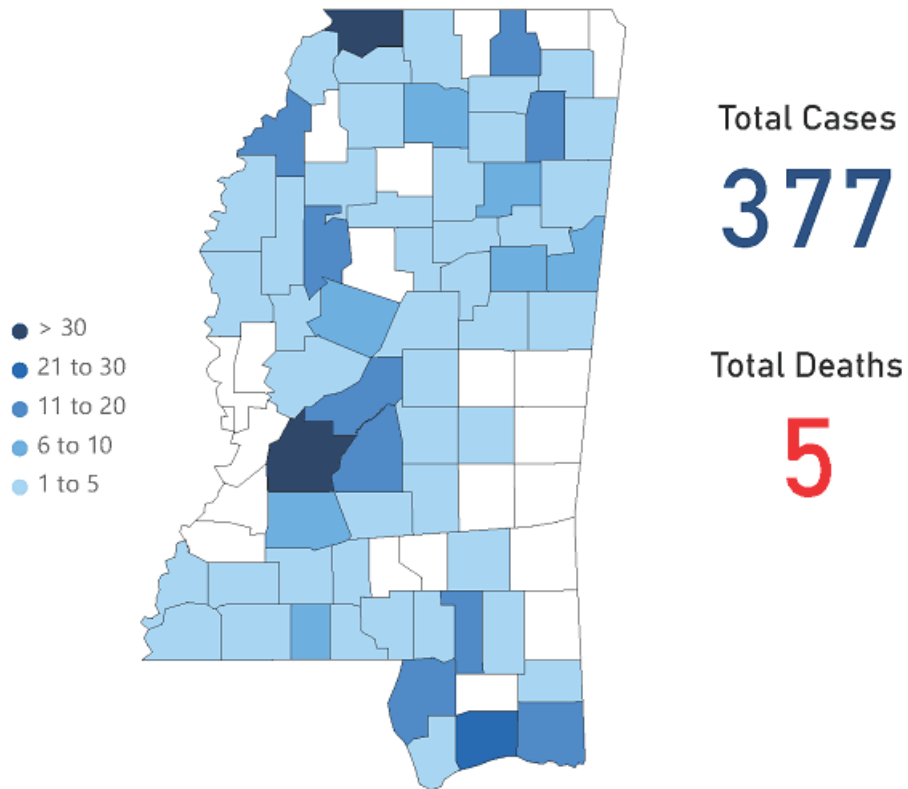 Total Cases
377
> 30
21 to 30
11 to 20
6 to 10
1 to 5
Total Deaths
5